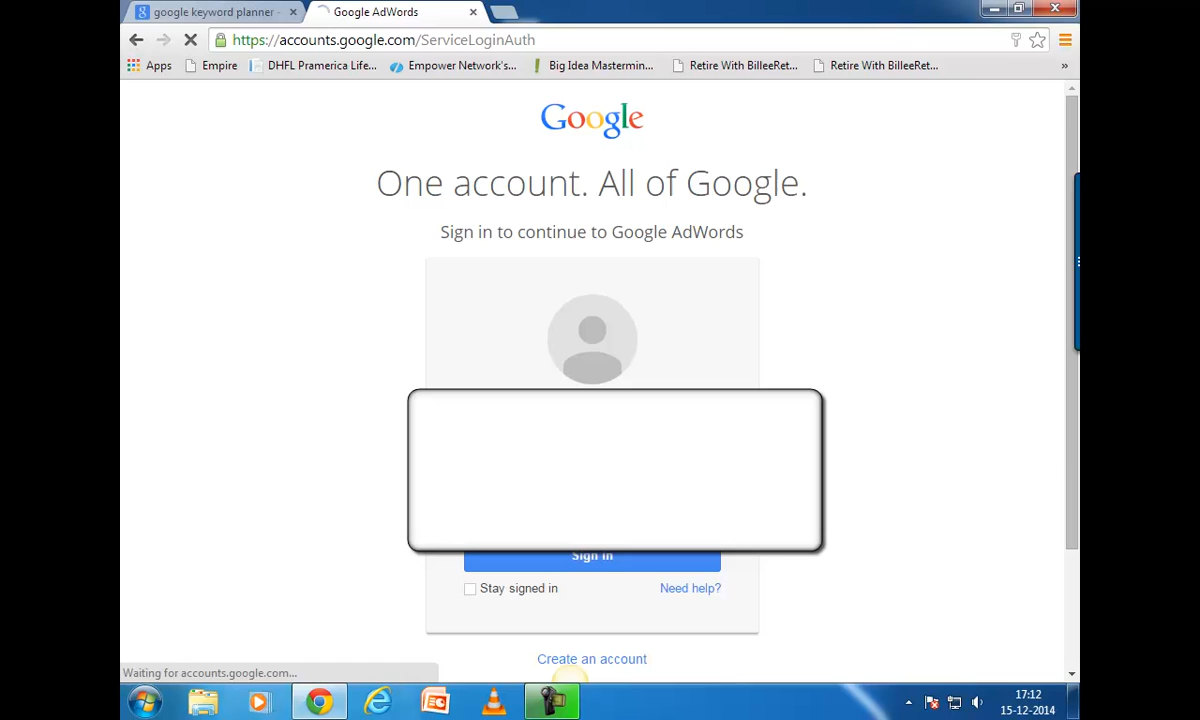 google keyword planner
Google AdWords
https://accounts.google.com/ServiceLoginAuth
Apps
Empire
DHFL Pramerica Life...
Empower Network's...
Big Idea Mastermin...
Retire With BilleeRet...
Retire With BilleeRet...
»
Google
One account. All of Google.
Sign in to continue to Google AdWords
Sign in
Stay signed in
Need help?
Create an account
Waiting for accounts.google.com...
17:12
15-12-2014